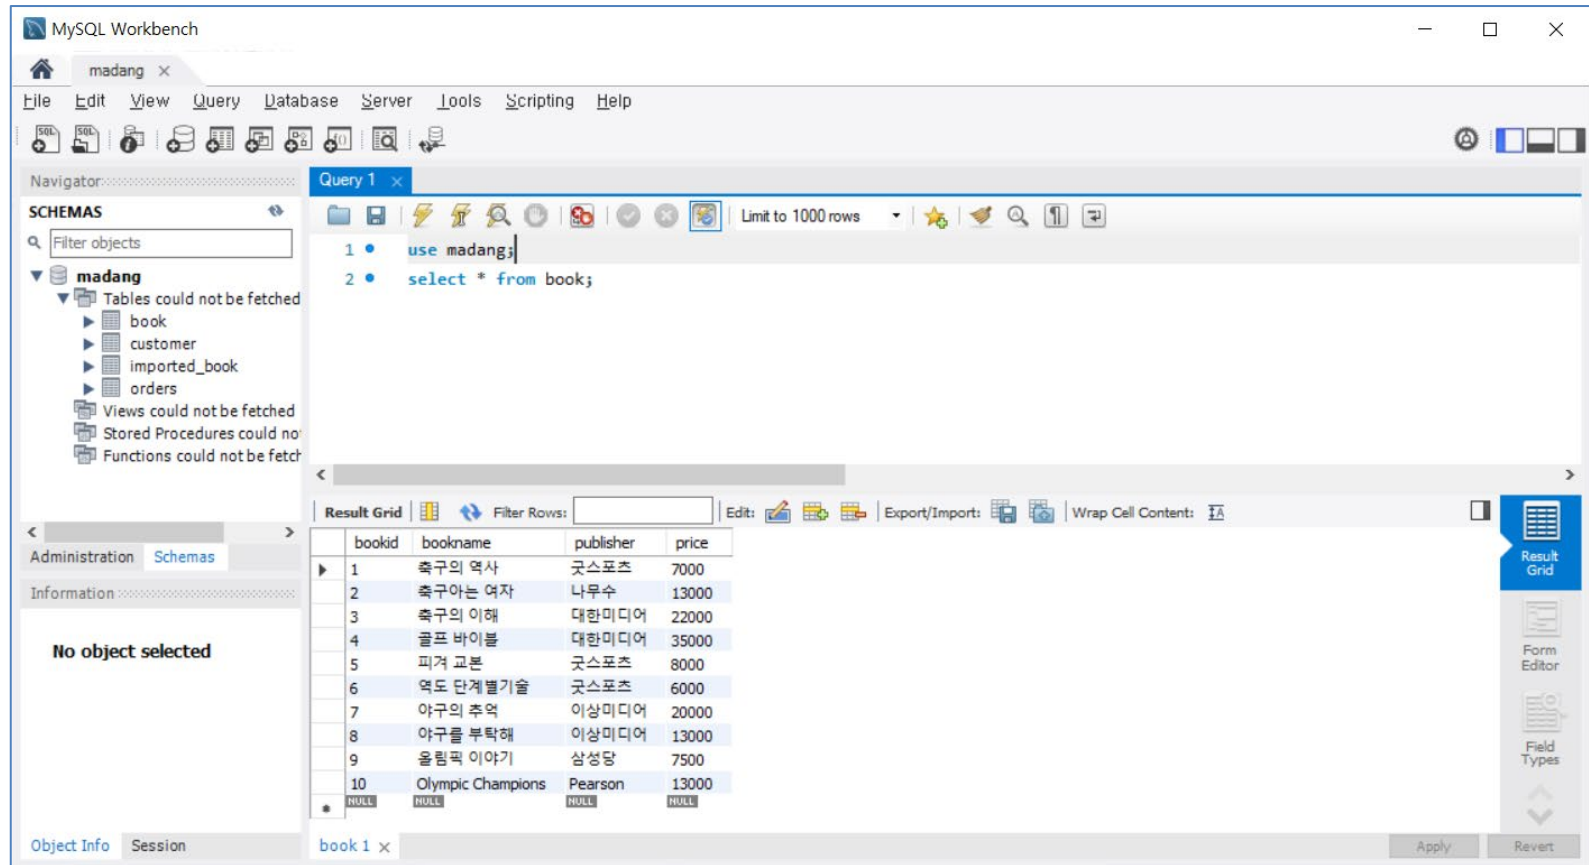 MySQL Workbench
madang
File Edit View Query Database Server Tools Scripting Help
Navigator
SCHEMAS
Filter objects
madang
Tables could not be fetched
book
customer
imported_book
orders
Views could not be fetched
Stored Procedures could no
Functions could not be fetch
Administration Schemas
Information
No object selected
Object Info Session
Query 1
Limit to 1000 rows
1 use madang;
2 select * from book;
Result Grid Filter Rows: Edit: Export/Import: Wrap Cell Content:
bookid bookname publisher price
1 축구의 역사 굿스포츠 7000
2 축구아는 여자 나무수 13000
3 축구의 이해 대한미디어 22000
4 골프 바이블 대한미디어 35000
5 피겨 교본 굿스포츠 8000
6 역도 단계별기술 굿스포츠 6000
7 야구의 추억 이상미디어 20000
8 야구를 부탁해 이상미디어 13000
9 올림픽 이야기 삼성당 7500
10 Olympic Champions Pearson 13000
NULL NULL NULL NULL
Result
Grid
Form
Editor
Field
Types
book 1
Apply Revert